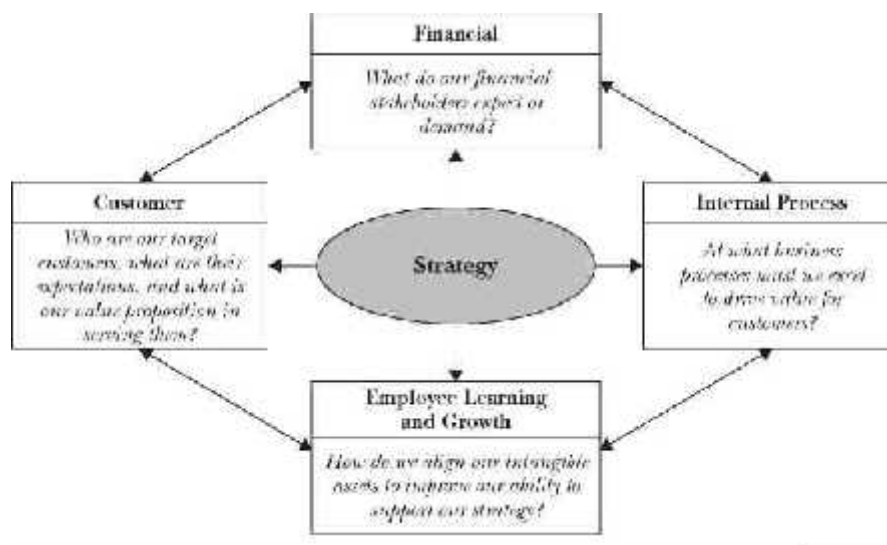 Financial
What do our financial
stakeholders expect or
demand?
Customer
Who are our target
customers, what are their
expectations, and what is
our value proposition in
serving them?
Strategy
Internal Process
At what business
processes must we excel
to drive value for
customers?
Employee Learning
and Growth
How do we align our intangible
assets to improve our ability to
support our strategy?